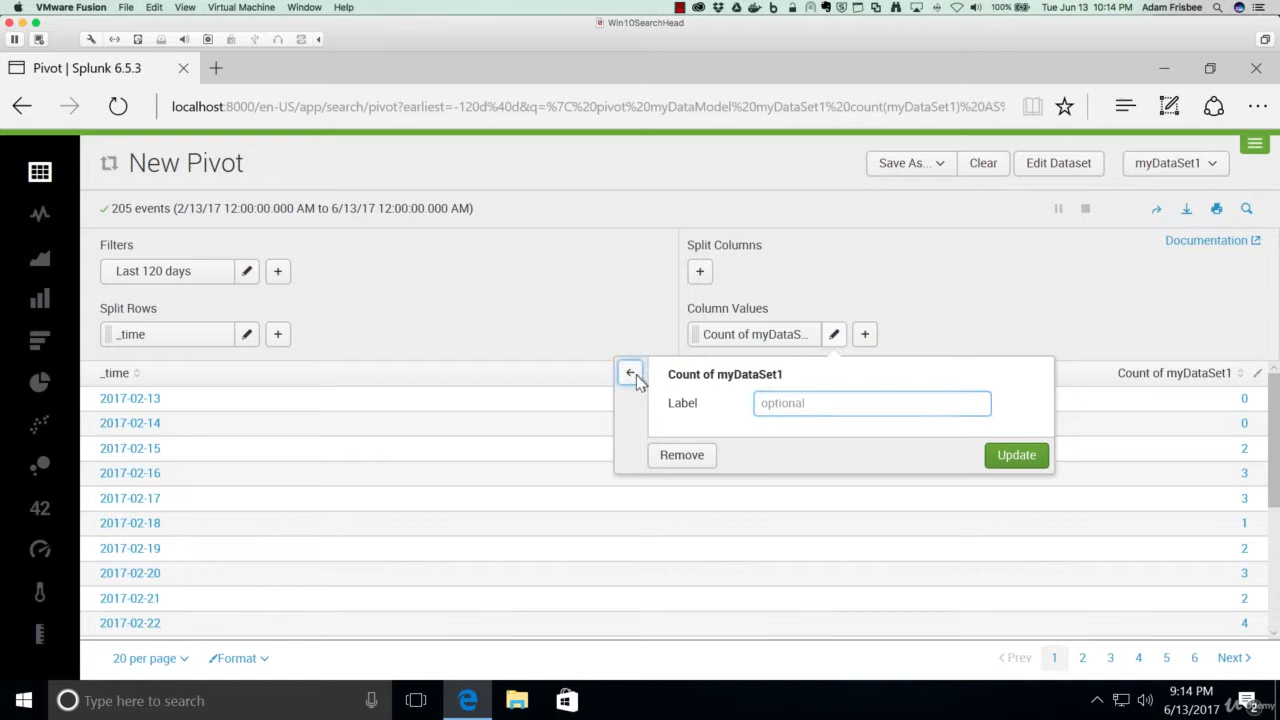 VMware Fusion File Edit View Virtual Machine Window Help 100% Tue Jun 13 10:14 PM Adam Frisbee
Win10SearchHead
Pivot | Splunk 6.5.3
localhost:8000/en-US/app/search/pivot?earliest=-120d%40d&q=%7C%20pivot%20myDataModel%20myDataSet1%20count(myDataSet1)%20AS%
New Pivot Save As... Clear Edit Dataset myDataSet1
205 events (2/13/17 12:00:00.000 AM to 6/13/17 12:00:00.000 AM)
Documentation
Filters Split Columns
Last 120 days + +
Split Rows Column Values
_time + Count of myDataS... +
_time Count of myDataSet1
Count of myDataSet1
Label optional
Remove Update
2017-02-13 0
2017-02-14 0
2017-02-15 2
2017-02-16 3
2017-02-17 3
2017-02-18 1
2017-02-19 2
2017-02-20 3
2017-02-21 2
2017-02-22 4
42
20 per page Format < Prev 1 2 3 4 5 6 Next >
Type here to search
9:14 PM
6/13/2017
2